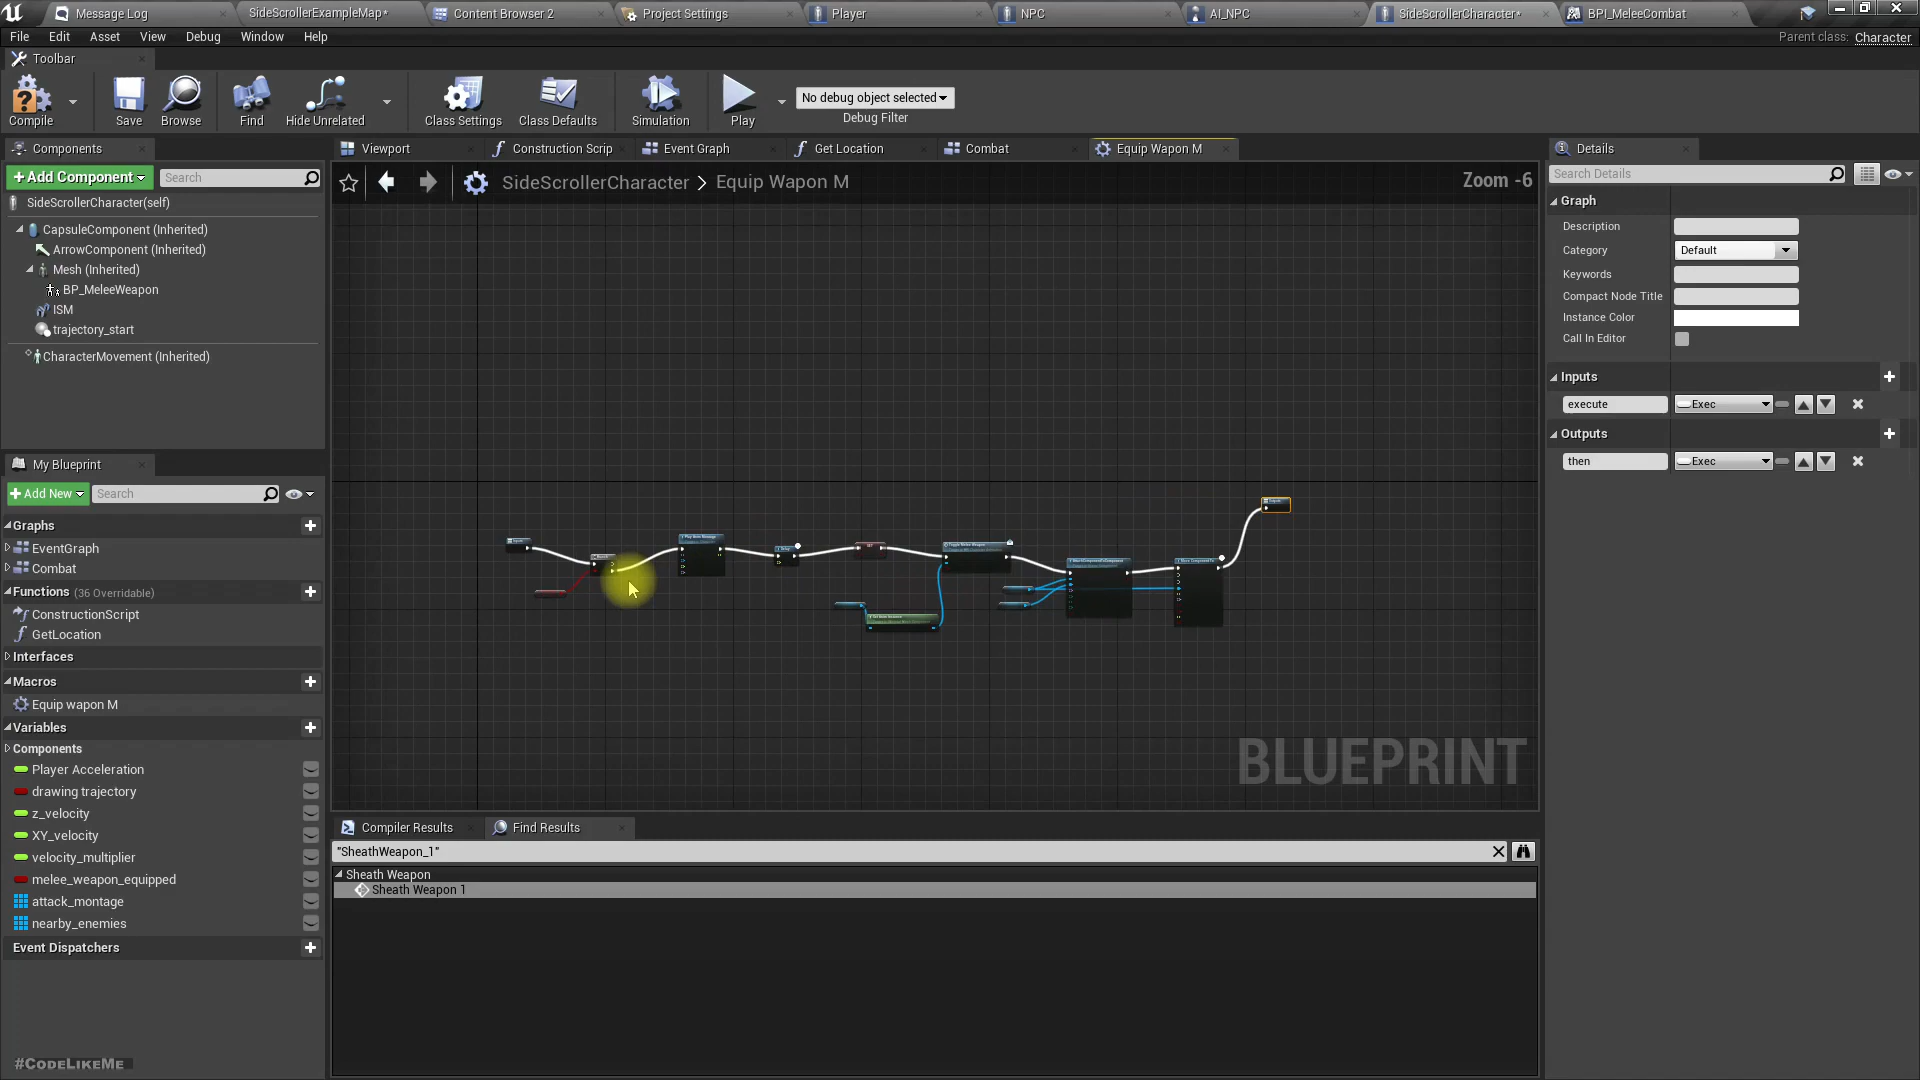 Message Log
SideScrollerExampleMap*
Content Browser 2
Project Settings
Player
NPC
AI_NPC
SideScrollerCharacter*
BPI_MeleeCombat
File Edit Asset View Debug Window Help
Parent class: Character
Toolbar
Compile
Save
Browse
Find
Hide Unrelated
Class Settings
Class Defaults
Simulation
Play
No debug object selected
Debug Filter
Components
Add Component
Search
SideScrollerCharacter(self)
CapsuleComponent (Inherited)
ArrowComponent (Inherited)
Mesh (Inherited)
BP_MeleeWeapon
ISM
trajectory_start
CharacterMovement (Inherited)
My Blueprint
Add New
Search
Graphs
EventGraph
Combat
Functions (36 Overridable)
ConstructionScript
GetLocation
Interfaces
Macros
Equip wapon M
Variables
Components
Player Acceleration
drawing trajectory
z_velocity
XY_velocity
velocity_multiplier
melee_weapon_equipped
attack_montage
nearby_enemies
Event Dispatchers
#CodeLikeMe
Viewport
Construction Scrip
Event Graph
Get Location
Combat
Equip Wapon M
SideScrollerCharacter > Equip Wapon M
Zoom -6
BLUEPRINT
Compiler Results
Find Results
"SheathWeapon_1"
Sheath Weapon
Sheath Weapon 1
Details
Search Details
Graph
Description
Category Default
Keywords
Compact Node Title
Instance Color
Call In Editor
Inputs
execute Exec
Outputs
then Exec